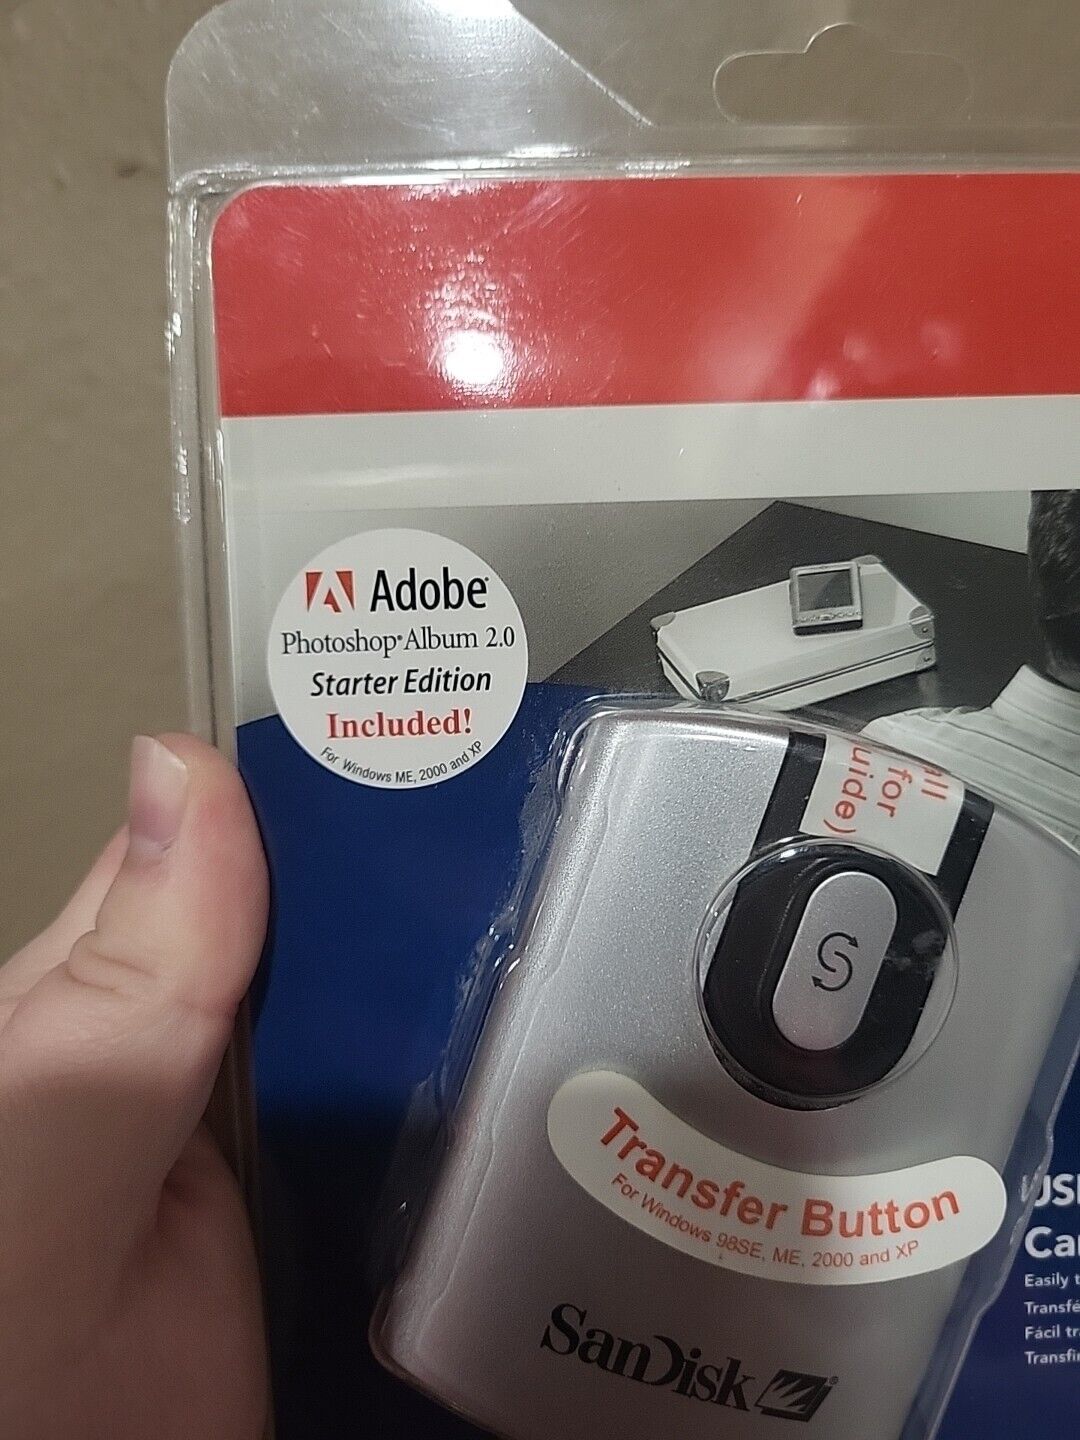 Adobe
Photoshop® Album 2.0
Starter Edition
Included!
For Windows ME, 2000 and XP
for
S
Transfer Button
For Windows 98SE, ME, 2000 and XP
SanDisk®
Easily